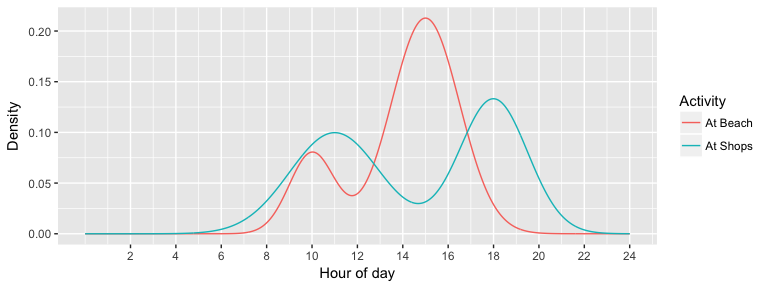 0.20
0.15
0.10
0.05
0.00
Density
2 4 6 8 10 12 14 16 18 20 22 24
Hour of day
Activity
At Beach
At Shops